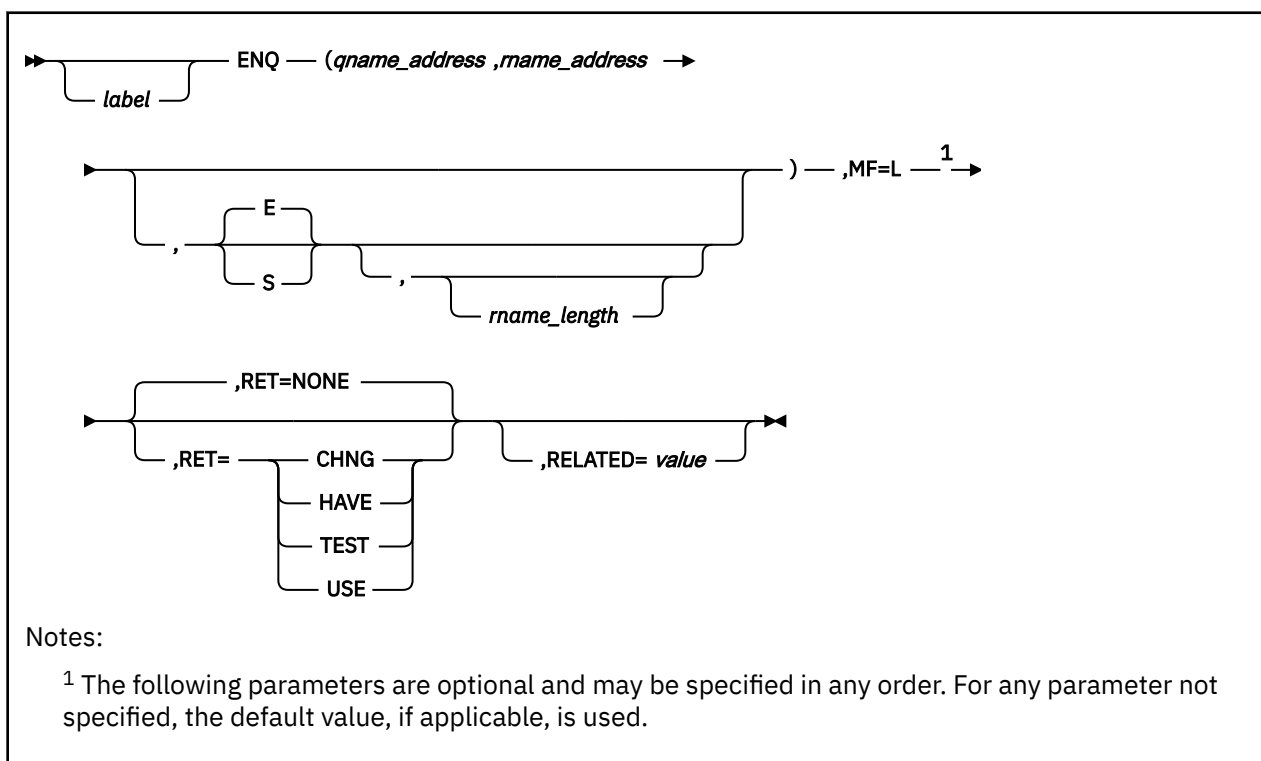 ENQ (qname_address ,rname_address
label
) ,MF=L 1
E
,
S
,
rname_length
,RET=NONE
,RET= CHNG ,RELATED= value
HAVE
TEST
USE
Notes:
1 The following parameters are optional and may be specified in any order. For any parameter not
specified, the default value, if applicable, is used.